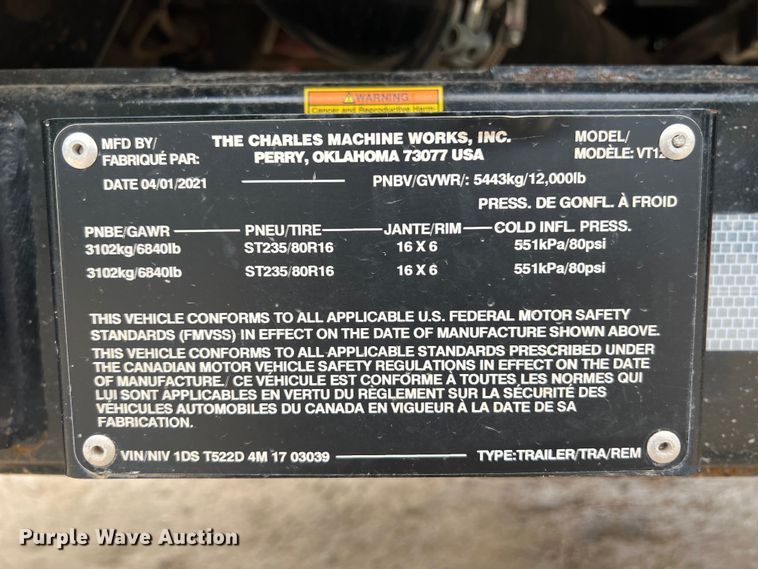 WARNING
Cancer and Reproductive Harm
MFD BY/ THE CHARLES MACHINE WORKS, INC. MODEL/
FABRIQUÉ PAR: PERRY, OKLAHOMA 73077 USA MODÈLE:
DATE 04/01/2021 PNBV/GVWR/: 5443kg/12,000lb
PRESS. DE GONFL. À FROID
PNBE/GAWR PNEU/TIRE JANTE/RIM COLD INFL. PRESS.
3102kg/6840lb ST235/80R16 16 X 6 551kPa/80psi
3102kg/6840lb ST235/80R16 16 X 6 551kPa/80psi
THIS VEHICLE CONFORMS TO ALL APPLICABLE U.S. FEDERAL MOTOR SAFETY
STANDARDS (FMVSS) IN EFFECT ON THE DATE OF MANUFACTURE SHOWN ABOVE.
THIS VEHICLE CONFORMS TO ALL APPLICABLE STANDARDS PRESCRIBED UNDER
THE CANADIAN MOTOR VEHICLE SAFETY REGULATIONS IN EFFECT ON THE DATE
OF MANUFACTURE./ CE VÉHICULE EST CONFORME À TOUTES LES NORMES QUI
LUI SONT APPLICABLES EN VERTU DU RÈGLEMENT SUR LA SÉCURITÉ DES
VÉHICULES AUTOMOBILES DU CANADA EN VIGUEUR À LA DATE DE SA
FABRICATION.
VIN/NIV 1DS T522D 4M 17 03039 TYPE:TRAILER/TRA/REM
Purple Wave Auction